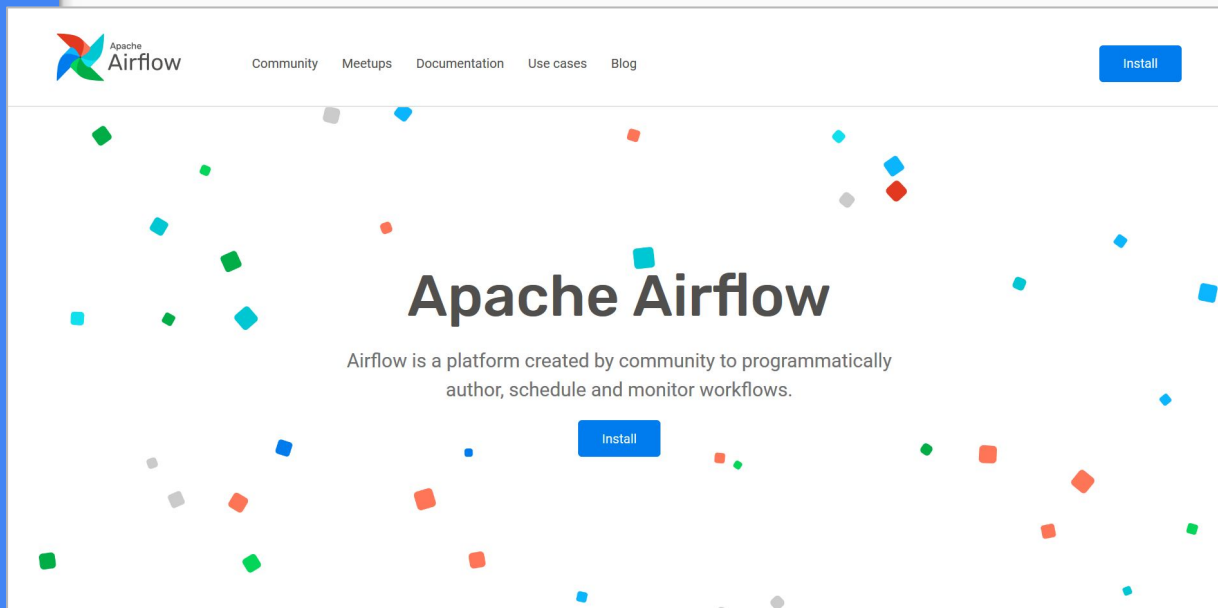 Apache
Airflow
Community Meetups Documentation Use cases Blog
Install
Apache Airflow
Airflow is a platform created by community to programmatically
author, schedule and monitor workflows.
Install